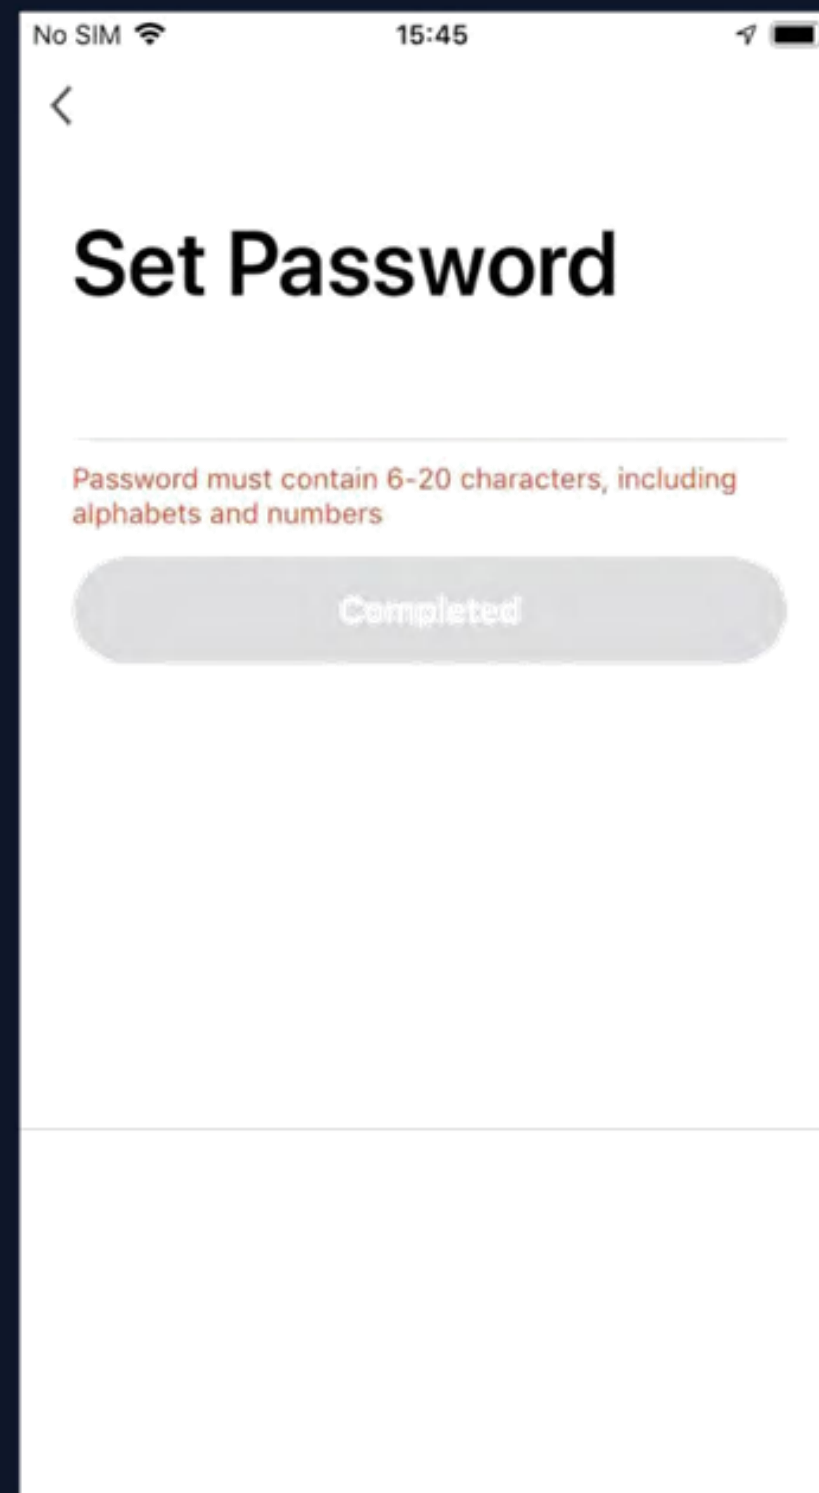 No SIM 15:45
Set Password
Password must contain 6-20 characters, including
alphabets and numbers
Completed